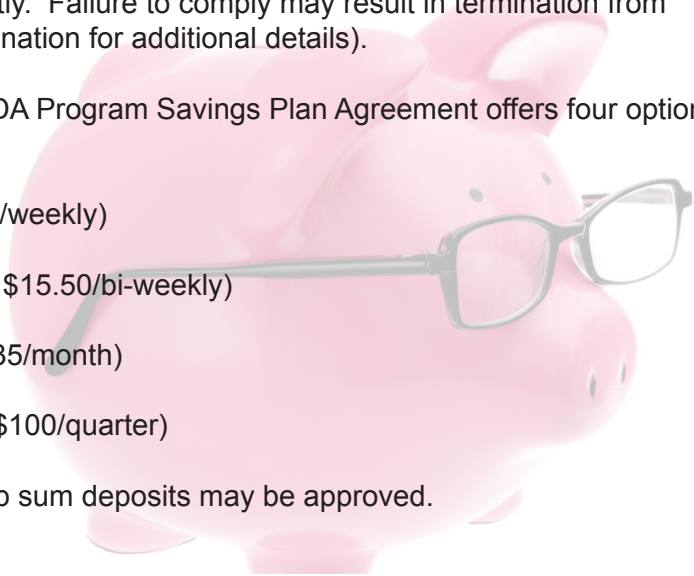 tly. Failure to comply may result in termination from
nation for additional details).
DA Program Savings Plan Agreement offers four option
/weekly)
$15.50/bi-weekly)
35/month)
$100/quarter)
p sum deposits may be approved.